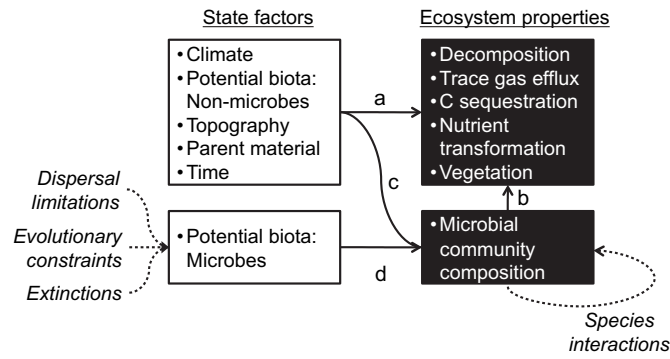 State factors
Ecosystem properties
• Climate
• Potential biota:
Non-microbes
• Topography
• Parent material
• Time
a
• Decomposition
• Trace gas efflux
• C sequestration
• Nutrient
transformation
• Vegetation
c
b
Dispersal
limitations
Evolutionary
constraints
Extinctions
• Potential biota:
Microbes
d
• Microbial
community
composition
Species
interactions